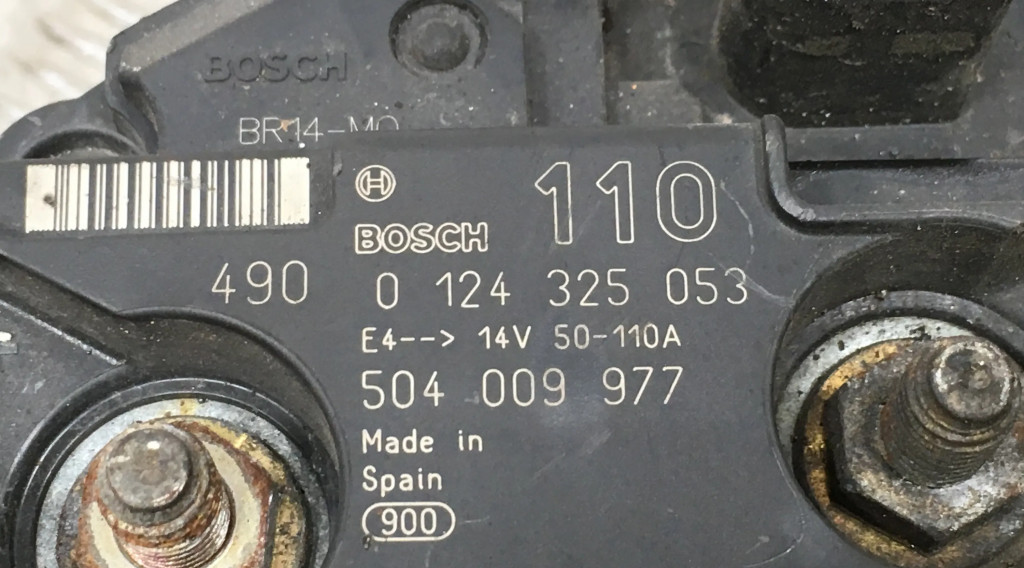 BOSCH
BR14-MO
110
BOSCH
490
0 124 325 053
E4--> 14V 50-110A
504 009 977
Made in
Spain
900